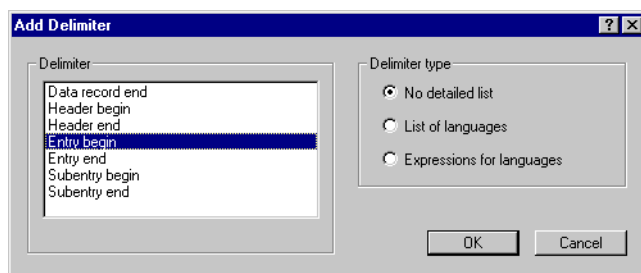 Add Delimiter
Delimiter
Data record end
Header begin
Header end
Entry begin
Entry end
Subentry begin
Subentry end
Delimiter type
No detailed list
List of languages
Expressions for languages
OK
Cancel